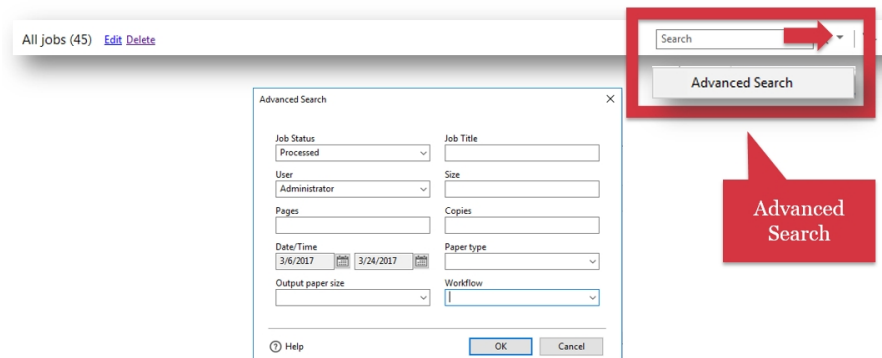 All jobs (45) Edit Delete
Search
Advanced Search
Advanced Search
Job Status
Processed
Job Title
User
Administrator
Size
Pages
Copies
Date/Time
3/6/2017 3/24/2017
Paper type
Output paper size
Workflow
Help
OK
Cancel
Advanced
Search